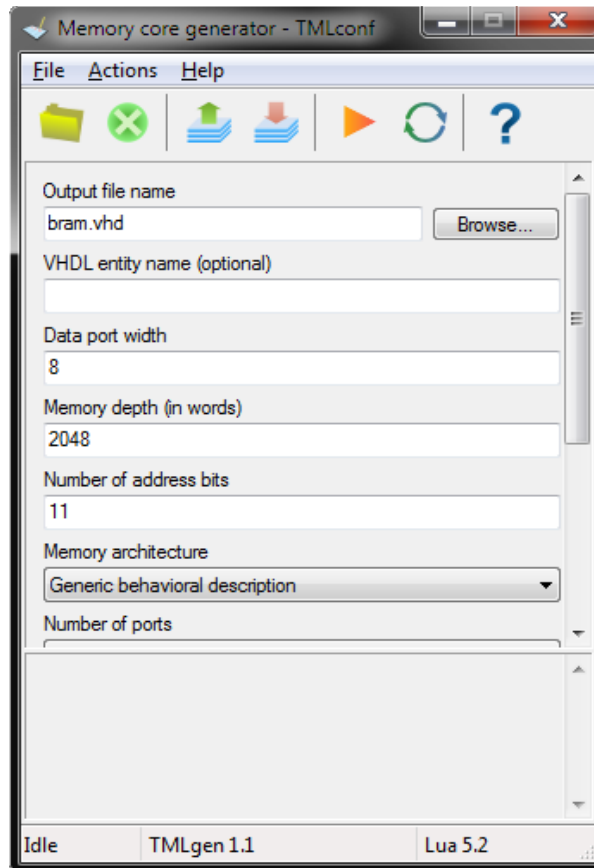 Memory core generator - TMLconf
File Actions Help
Output file name
bram.vhd Browse...
VHDL entity name (optional)
Data port width
8
Memory depth (in words)
2048
Number of address bits
11
Memory architecture
Generic behavioral description
Number of ports
Idle TMLgen 1.1 Lua 5.2